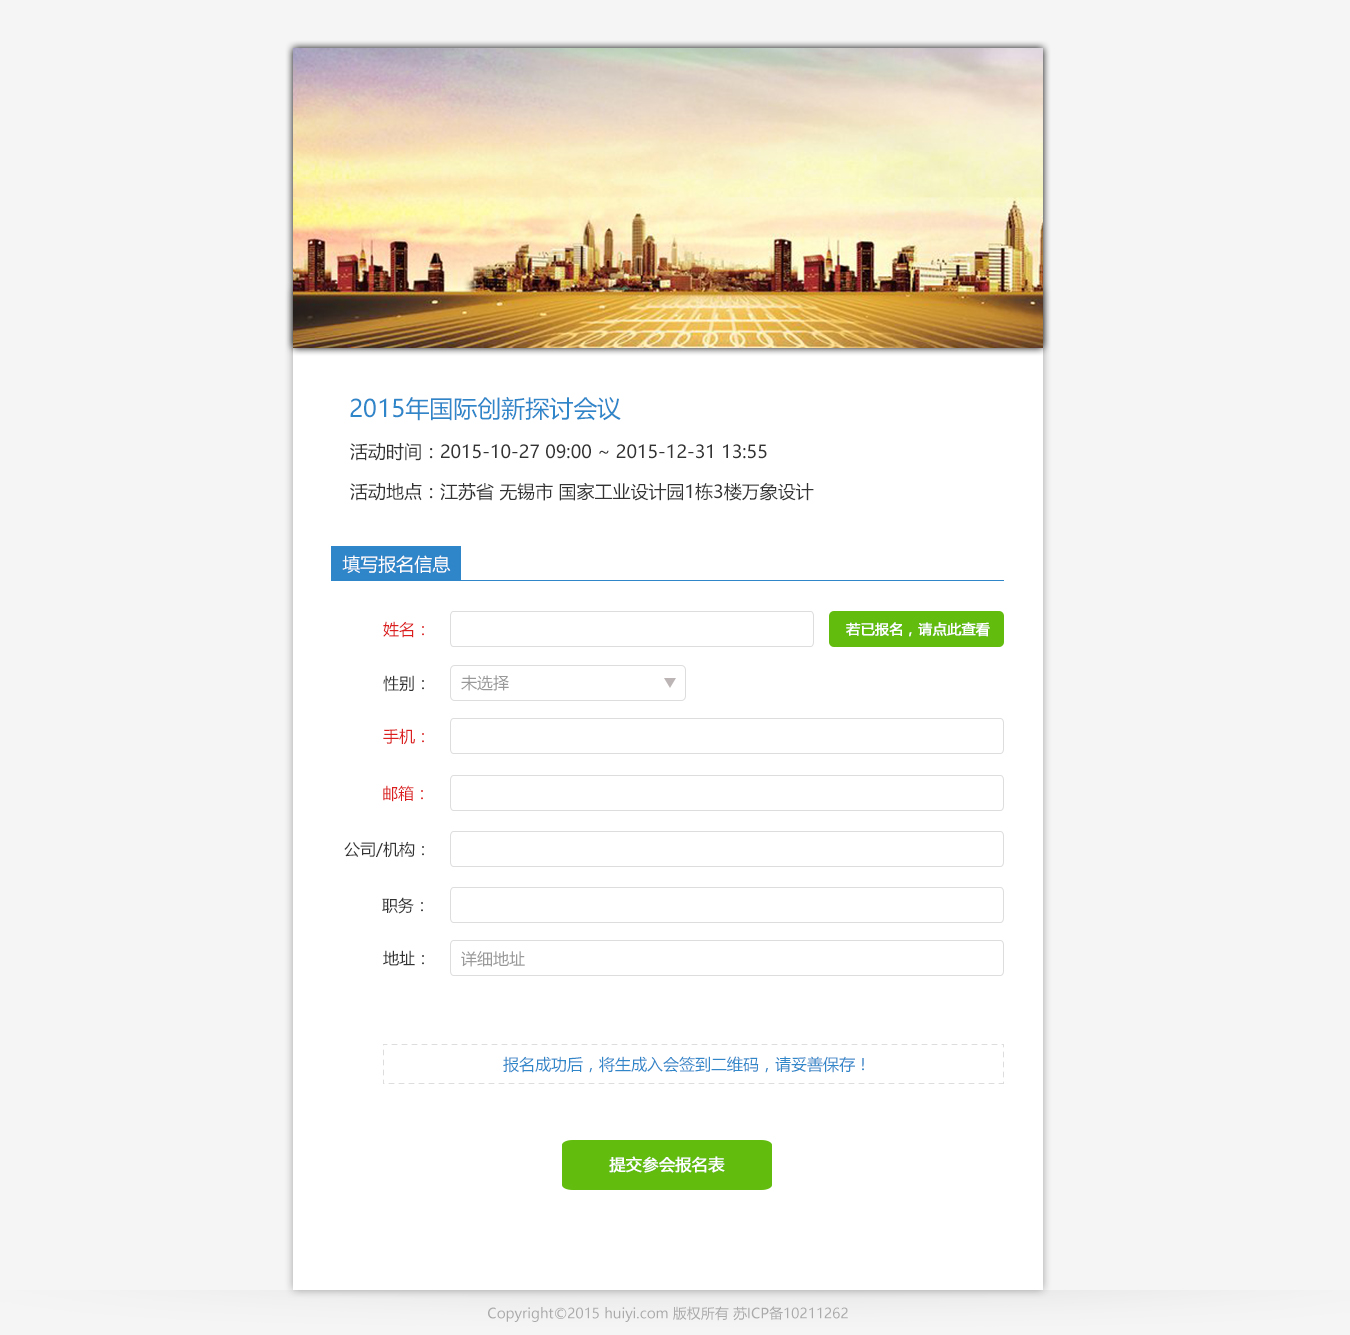 2015年国际创新探讨会议
活动时间：2015-10-27 09:00 ~ 2015-12-31 13:55
活动地点：江苏省 无锡市 国家工业设计园1栋3楼万象设计
填写报名信息
姓名：
若已报名，请点此查看
性别：
未选择
手机：
邮箱：
公司/机构：
职务：
地址：
详细地址
报名成功后，将生成入会签到二维码，请妥善保存！
提交参会报名表
Copyright©2015 huiyi.com 版权所有 苏ICP备10211262